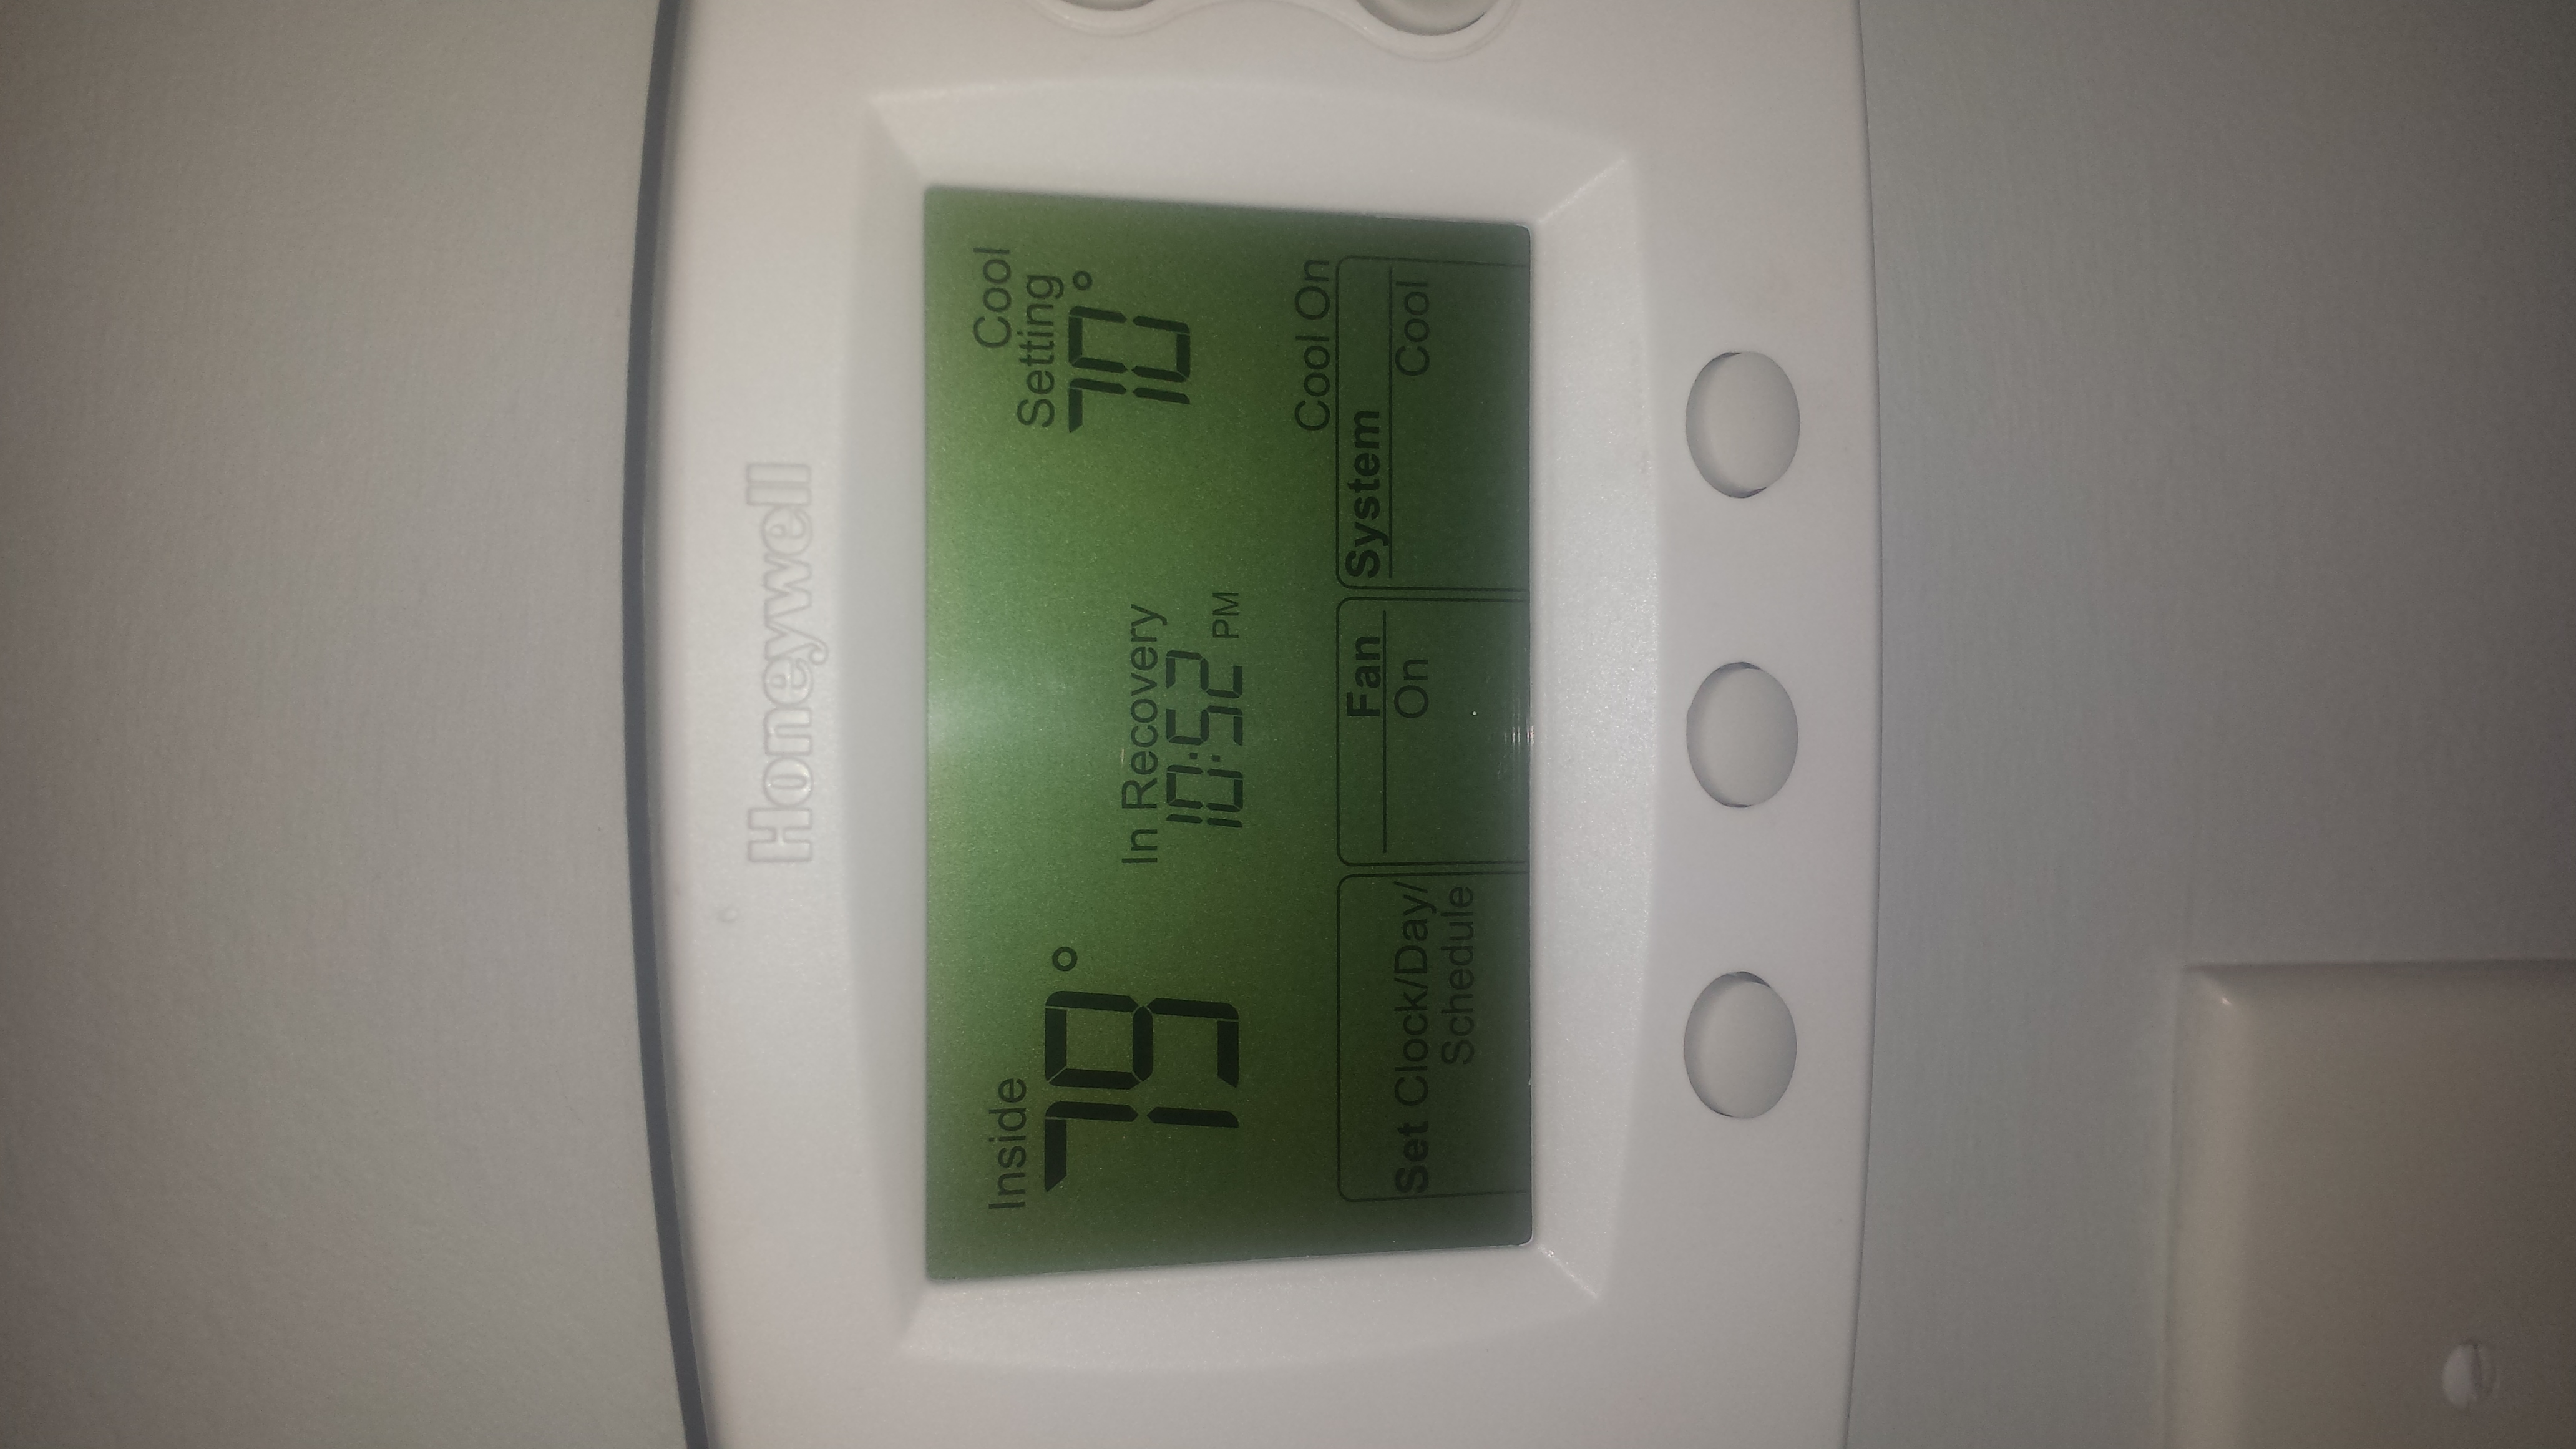 Honeywell
Inside
79°
In Recovery
10:52 PM
Cool
Setting
70°
Cool On
Set Clock/Day/
Schedule
Fan
On
System
Cool